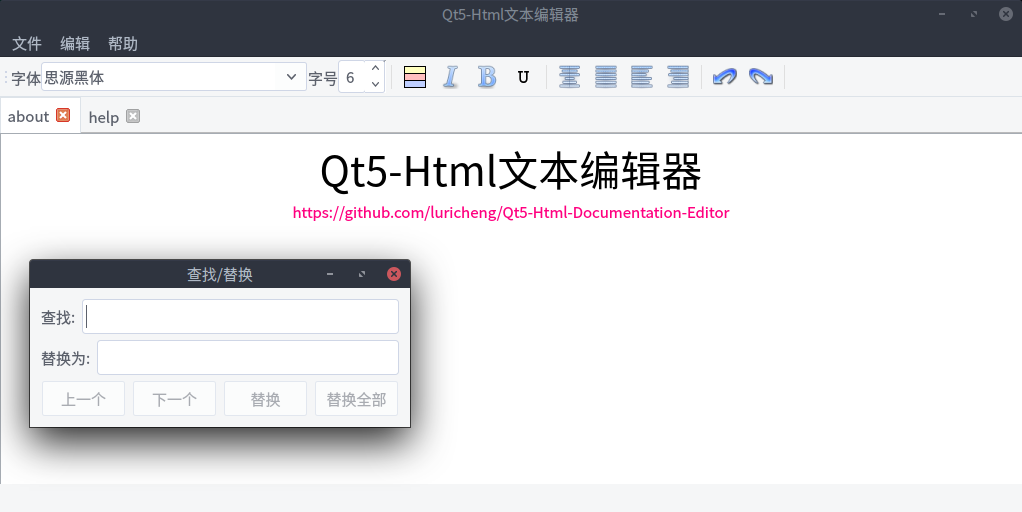 Qt5-Html文本编辑器
文件 编辑 帮助
字体 思源黑体 字号 6 I B U
about help
Qt5-Html文本编辑器
https://github.com/luricheng/Qt5-Html-Documentation-Editor
查找/替换
查找:
替换为:
上一个 下一个 替换 替换全部